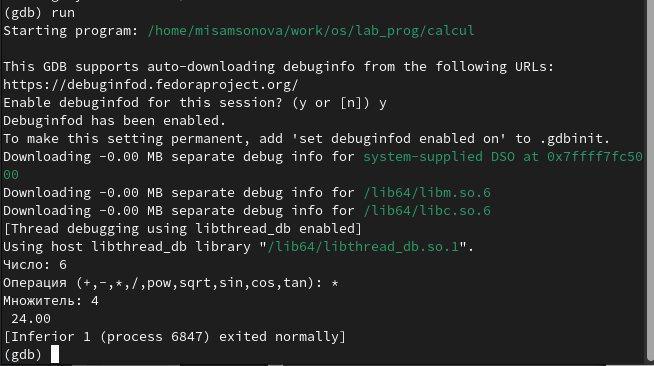 (gdb) run
Starting program: /home/misamsonova/work/os/lab_prog/calcul
This GDB supports auto-downloading debuginfo from the following URLs:
https://debuginfod.fedoraproject.org/
Enable debuginfod for this session? (y or [n]) y
Debuginfod has been enabled.
To make this setting permanent, add 'set debuginfod enabled on' to .gdbinit.
Downloading -0.00 MB separate debug info for system-supplied DSO at 0x7ffff7fc50
00
Downloading -0.00 MB separate debug info for /lib64/libm.so.6
Downloading -0.00 MB separate debug info for /lib64/libc.so.6
[Thread debugging using libthread_db enabled]
Using host libthread_db library "/lib64/libthread_db.so.1".
Число: 6
Операция (+,-,*,/,pow,sqrt,sin,cos,tan): *
Множитель: 4
 24.00
[Inferior 1 (process 6847) exited normally]
(gdb)